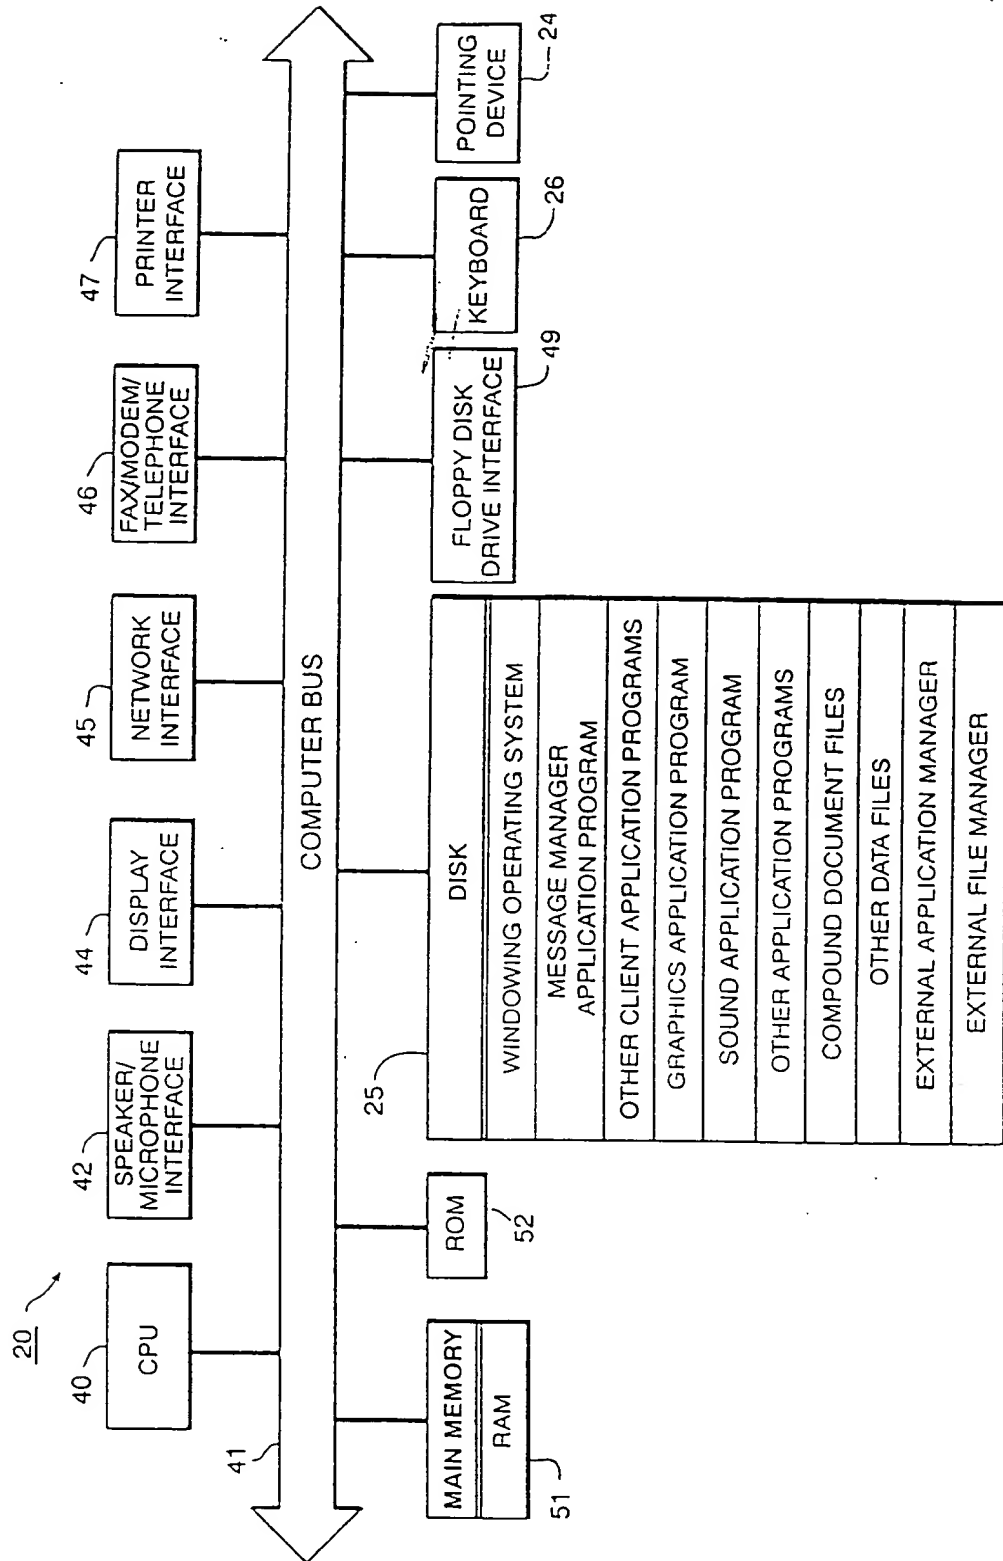 20
40
CPU
42
SPEAKER/
MICROPHONE
INTERFACE
44
DISPLAY
INTERFACE
45
NETWORK
INTERFACE
46
FAX/MODEM/
TELEPHONE
INTERFACE
47
PRINTER
INTERFACE
41
COMPUTER BUS
MAIN MEMORY
RAM
51
ROM
52
25
DISK
WINDOWING OPERATING SYSTEM
MESSAGE MANAGER
APPLICATION PROGRAM
OTHER CLIENT APPLICATION PROGRAMS
GRAPHICS APPLICATION PROGRAM
SOUND APPLICATION PROGRAM
OTHER APPLICATION PROGRAMS
COMPOUND DOCUMENT FILES
OTHER DATA FILES
EXTERNAL APPLICATION MANAGER
EXTERNAL FILE MANAGER
FLOPPY DISK
DRIVE INTERFACE
49
KEYBOARD
26
POINTING
DEVICE
24